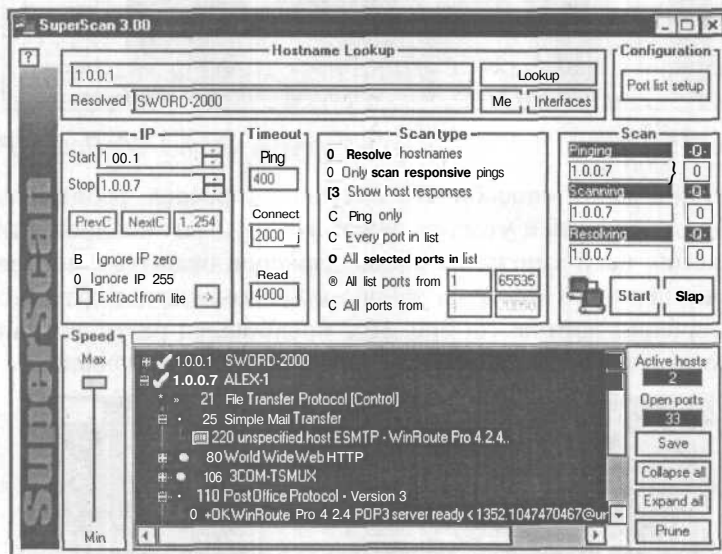 SuperScan 3.00
?
SuperScan
Hostname Lookup
1.0.0.1
Lookup
Resolved SWORD-2000
Me Interfaces
Configuration
Port list setup
IP
Start 1 00.1
Stop 1.0.0.7
PrevC NextC 1..254
B Ignore IP zero
0 Ignore IP 255
Extract from lite ->
Timeout
Ping
400
Connect
2000 j
Read
4000
Scan type
0 Resolve hostnames
0 Only scan responsive pings
[3 Show host responses
C Ping only
C Every port in list
O All selected ports in list
® All list ports from 1 65535
C All ports from
Scan
Pinging -0-
1.0.0.7 } 0
Scanning -0-
1.0.0.7 0
Resolving -0-
1.0.0.7 0
Start Slap
Speed
Max
Min
1.0.0.1 SWORD-2000
1.0.0.7 ALEX-1
* » 21 File Transfer Protocol [Control]
25 Simple Mail Transfer
220 unspecified.host ESMTP - WinRoute Pro 4.2.4..
80 World Wide Web HTTP
106 3COM-TSMUX
110 Post Office Protocol · Version 3
0 +OK WinRoute Pro 4 2.4 POP3 server ready <1352.1047470467@ur
Active hosts
2
Open ports
33
Save
Collapse all
Expand all
Prune